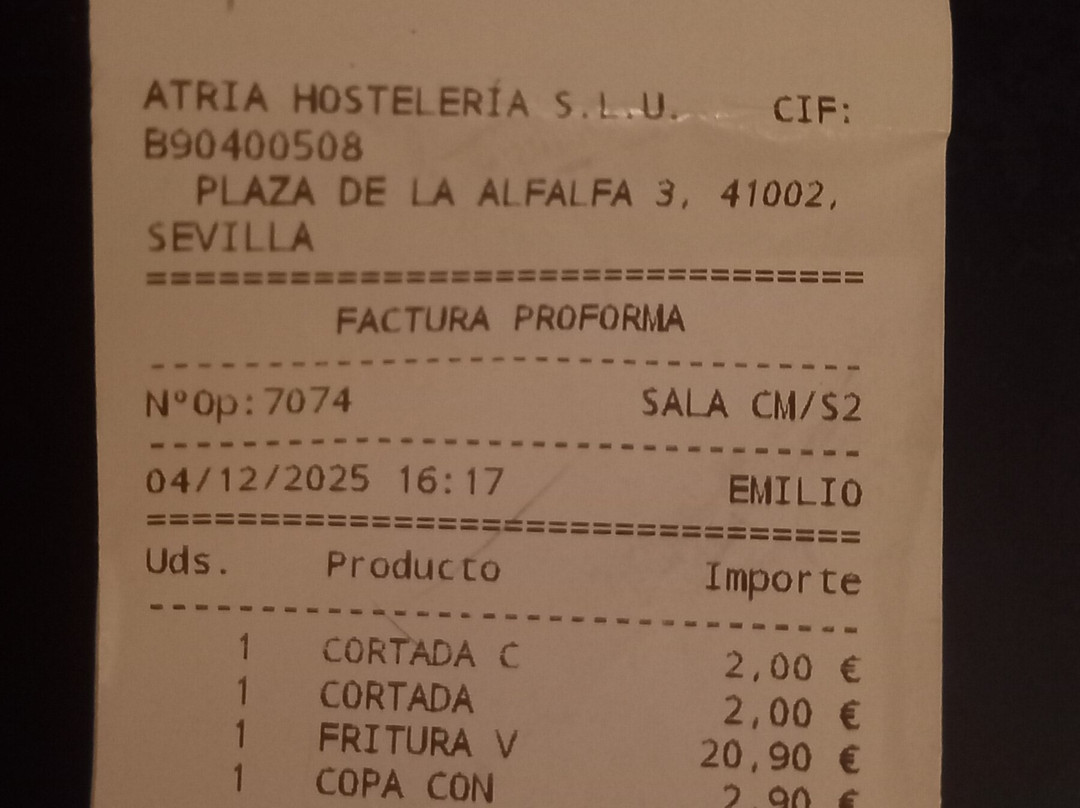 ATRIA HOSTELERÍA S.L.U. CIF:
B90400508
PLAZA DE LA ALFALFA 3, 41002,
SEVILLA
================================
FACTURA PROFORMA
--------------------------------
NºOp:7074 SALA CM/S2
--------------------------------
04/12/2025 16:17 EMILIO
================================
Uds. Producto Importe
--------------------------------
1 CORTADA C 2,00 €
1 CORTADA 2,00 €
1 FRITURA V 20,90 €
1 COPA CON 2,90 €